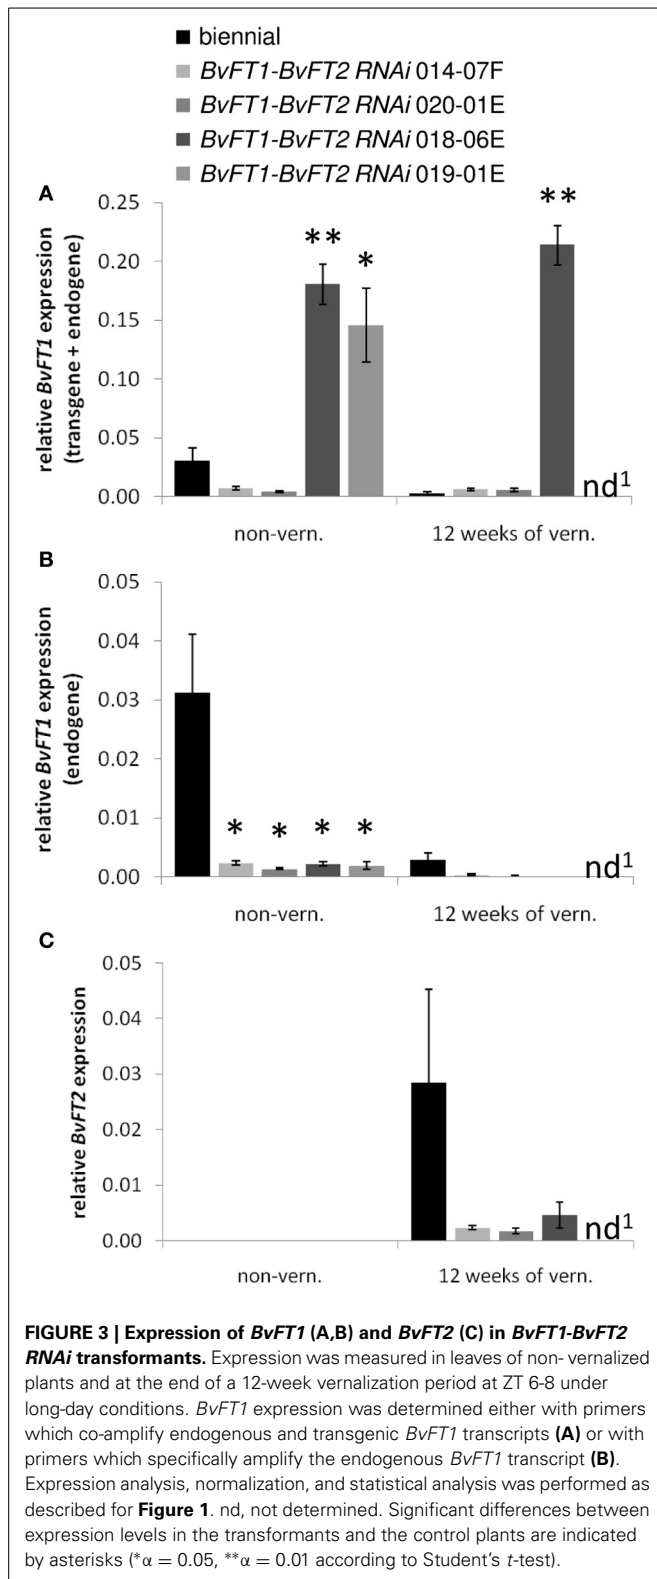 biennial
BvFT1-BvFT2 RNAi 014-07F
BvFT1-BvFT2 RNAi 020-01E
BvFT1-BvFT2 RNAi 018-06E
BvFT1-BvFT2 RNAi 019-01E
A
relative BvFT1 expression
(transgene + endogene)
0.25
0.20
0.15
0.10
0.05
0.00
**
*
**
nd¹
non-vern.
12 weeks of vern.
B
relative BvFT1 expression
(endogene)
0.05
0.04
0.03
0.02
0.01
0.00
*
*
*
*
nd¹
non-vern.
12 weeks of vern.
C
relative BvFT2 expression
0.05
0.04
0.03
0.02
0.01
0.00
nd¹
non-vern.
12 weeks of vern.
FIGURE 3 | Expression of BvFT1 (A,B) and BvFT2 (C) in BvFT1-BvFT2
RNAi transformants. Expression was measured in leaves of non- vernalized
plants and at the end of a 12-week vernalization period at ZT 6-8 under
long-day conditions. BvFT1 expression was determined either with primers
which co-amplify endogenous and transgenic BvFT1 transcripts (A) or with
primers which specifically amplify the endogenous BvFT1 transcript (B).
Expression analysis, normalization, and statistical analysis was performed as
described for Figure 1. nd, not determined. Significant differences between
expression levels in the transformants and the control plants are indicated
by asterisks (*α = 0.05, **α = 0.01 according to Student's t-test).